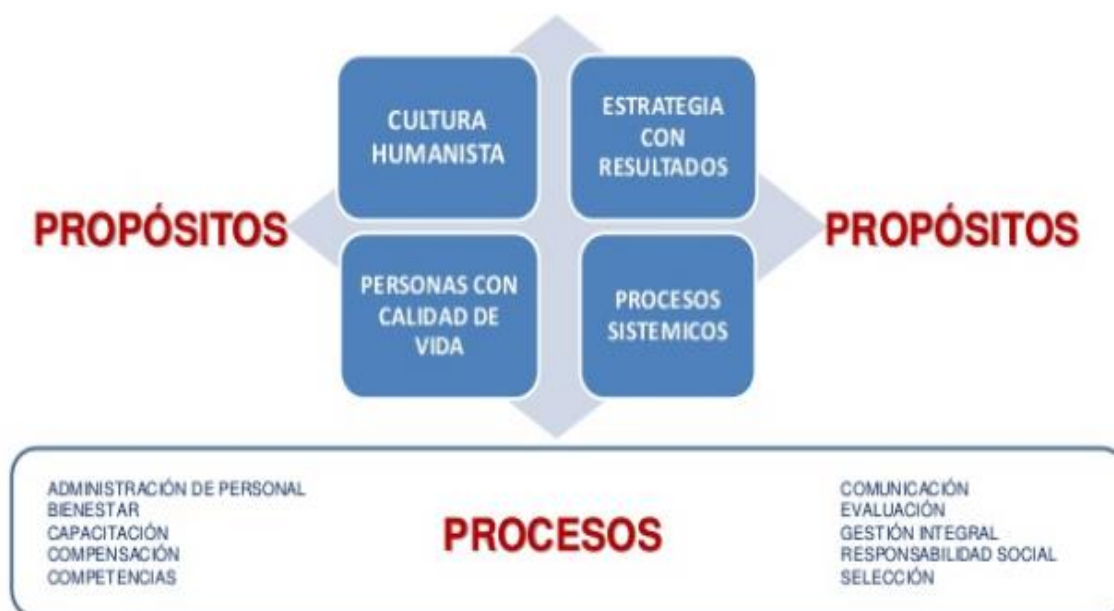 CULTURA
HUMANISTA
ESTRATEGIA
CON
RESULTADOS
PROPÓSITOS
PROPÓSITOS
PERSONAS CON
CALIDAD DE
VIDA
PROCESOS
SISTEMICOS
ADMINISTRACIÓN DE PERSONAL
BIENESTAR
CAPACITACIÓN
COMPENSACIÓN
COMPETENCIAS
PROCESOS
COMUNICACIÓN
EVALUACIÓN
GESTIÓN INTEGRAL
RESPONSABILIDAD SOCIAL
SELECCIÓN